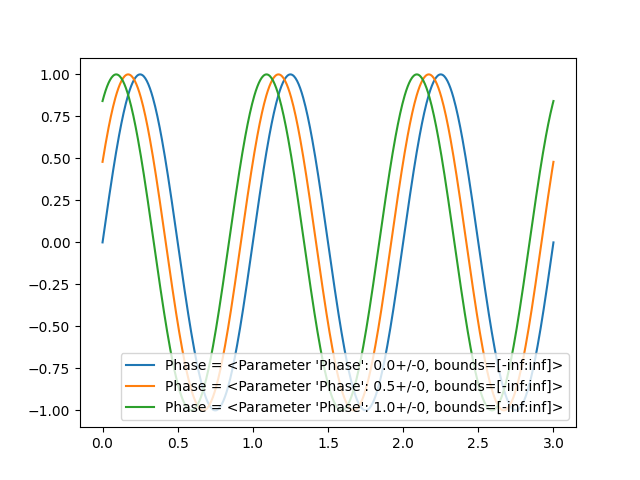 1.00
0.75
0.50
0.25
0.00
−0.25
−0.50
−0.75
−1.00
Phase = <Parameter 'Phase': 0.0+/-0, bounds=[-inf:inf]>
Phase = <Parameter 'Phase': 0.5+/-0, bounds=[-inf:inf]>
Phase = <Parameter 'Phase': 1.0+/-0, bounds=[-inf:inf]>
0.0 0.5 1.0 1.5 2.0 2.5 3.0